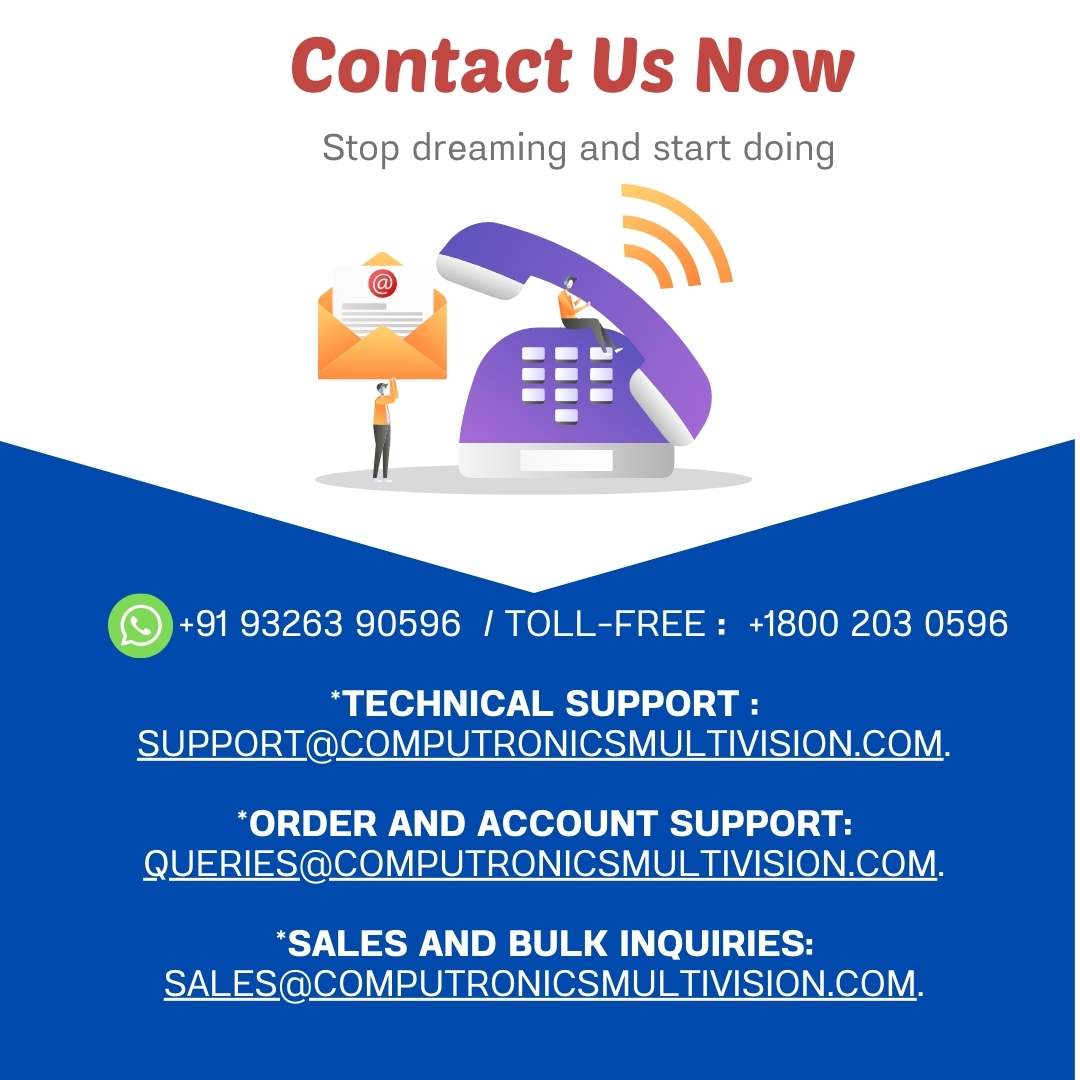 Contact Us Now
Stop dreaming and start doing
@
+91 93263 90596 / TOLL-FREE : +1800 203 0596
*TECHNICAL SUPPORT :
SUPPORT@COMPUTRONICSMULTIVISION.COM.
*ORDER AND ACCOUNT SUPPORT:
QUERIES@COMPUTRONICSMULTIVISION.COM.
*SALES AND BULK INQUIRIES:
SALES@COMPUTRONICSMULTIVISION.COM.